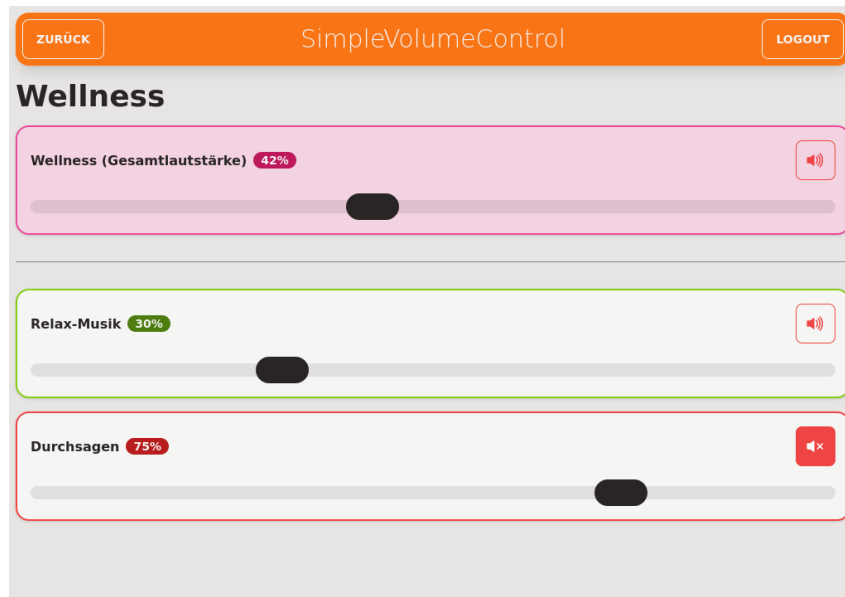 ZURÜCK
SimpleVolumeControl
LOGOUT
Wellness
Wellness (Gesamtlautstärke) 42%
Relax-Musik 30%
Durchsagen 75%